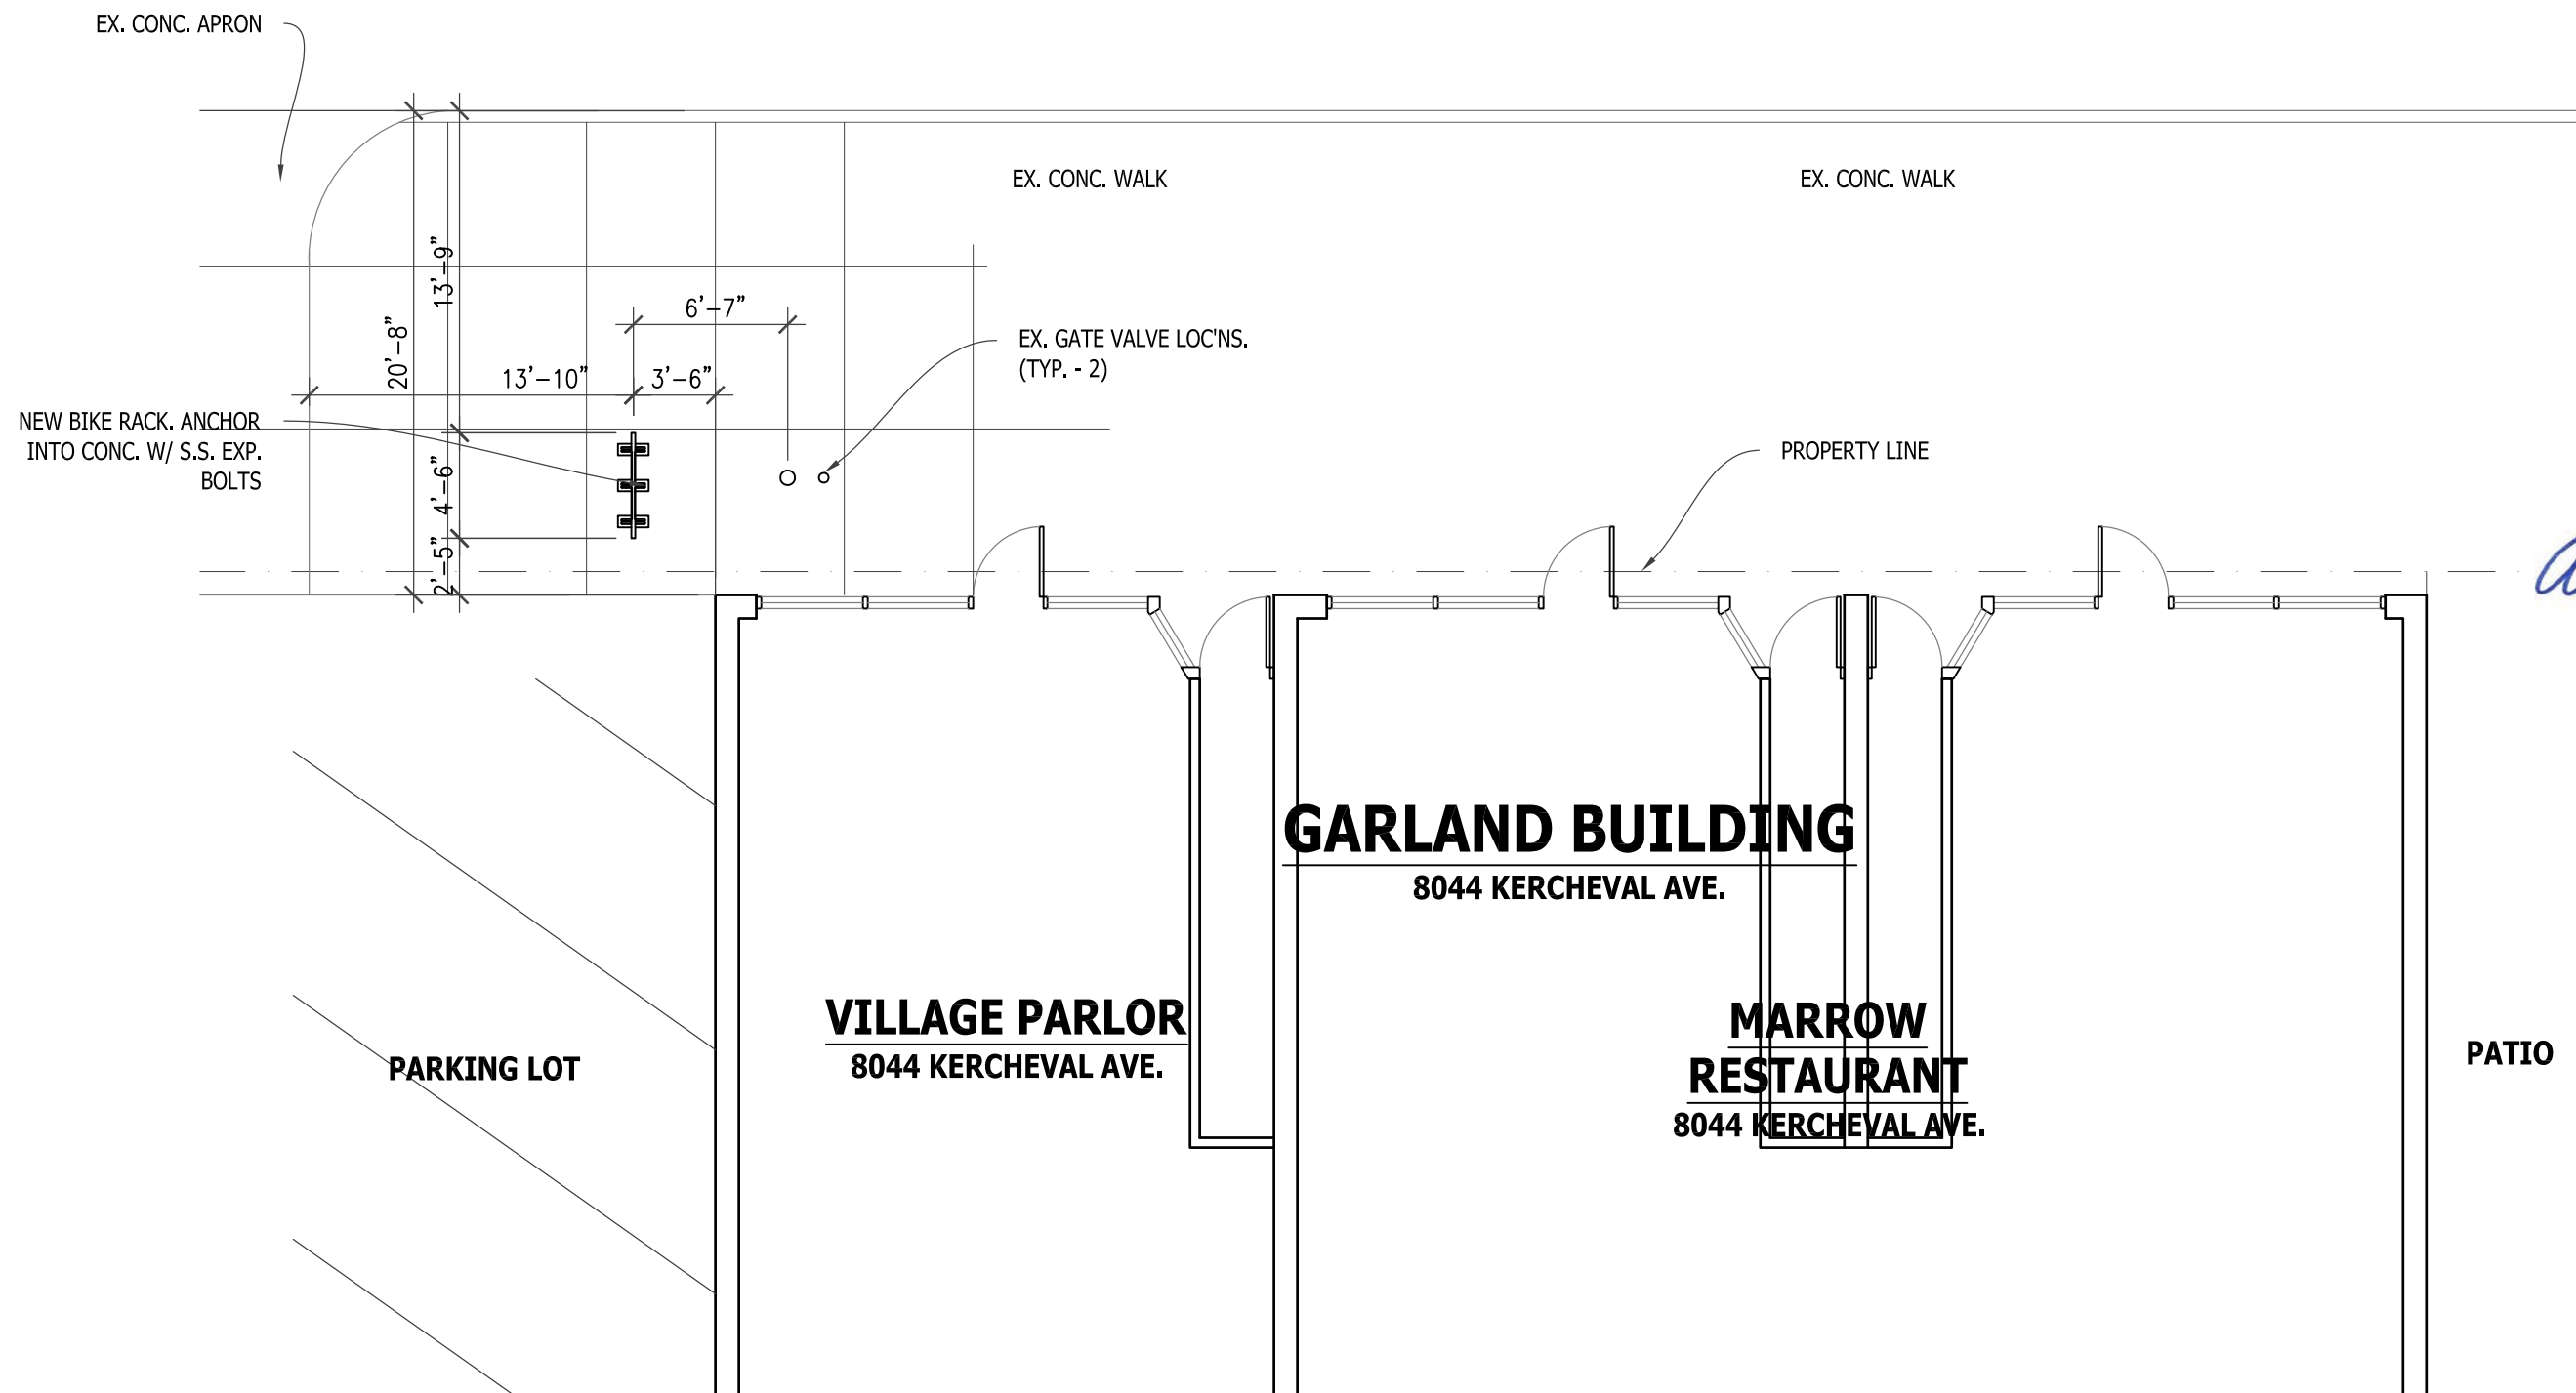 EX. CONC. APRON
EX. CONC. WALK
EX. CONC. WALK
13'-9"
20'-8"
6'-7"
EX. GATE VALVE LOC'NS.
(TYP. - 2)
13'-10"
3'-6"
NEW BIKE RACK. ANCHOR
INTO CONC. W/ S.S. EXP.
BOLTS
PROPERTY LINE
4'-6"
2'-5"
GARLAND BUILDING
8044 KERCHEVAL AVE.
VILLAGE PARLOR
8044 KERCHEVAL AVE.
MARROW
RESTAURANT
8044 KERCHEVAL AVE.
PARKING LOT
PATIO